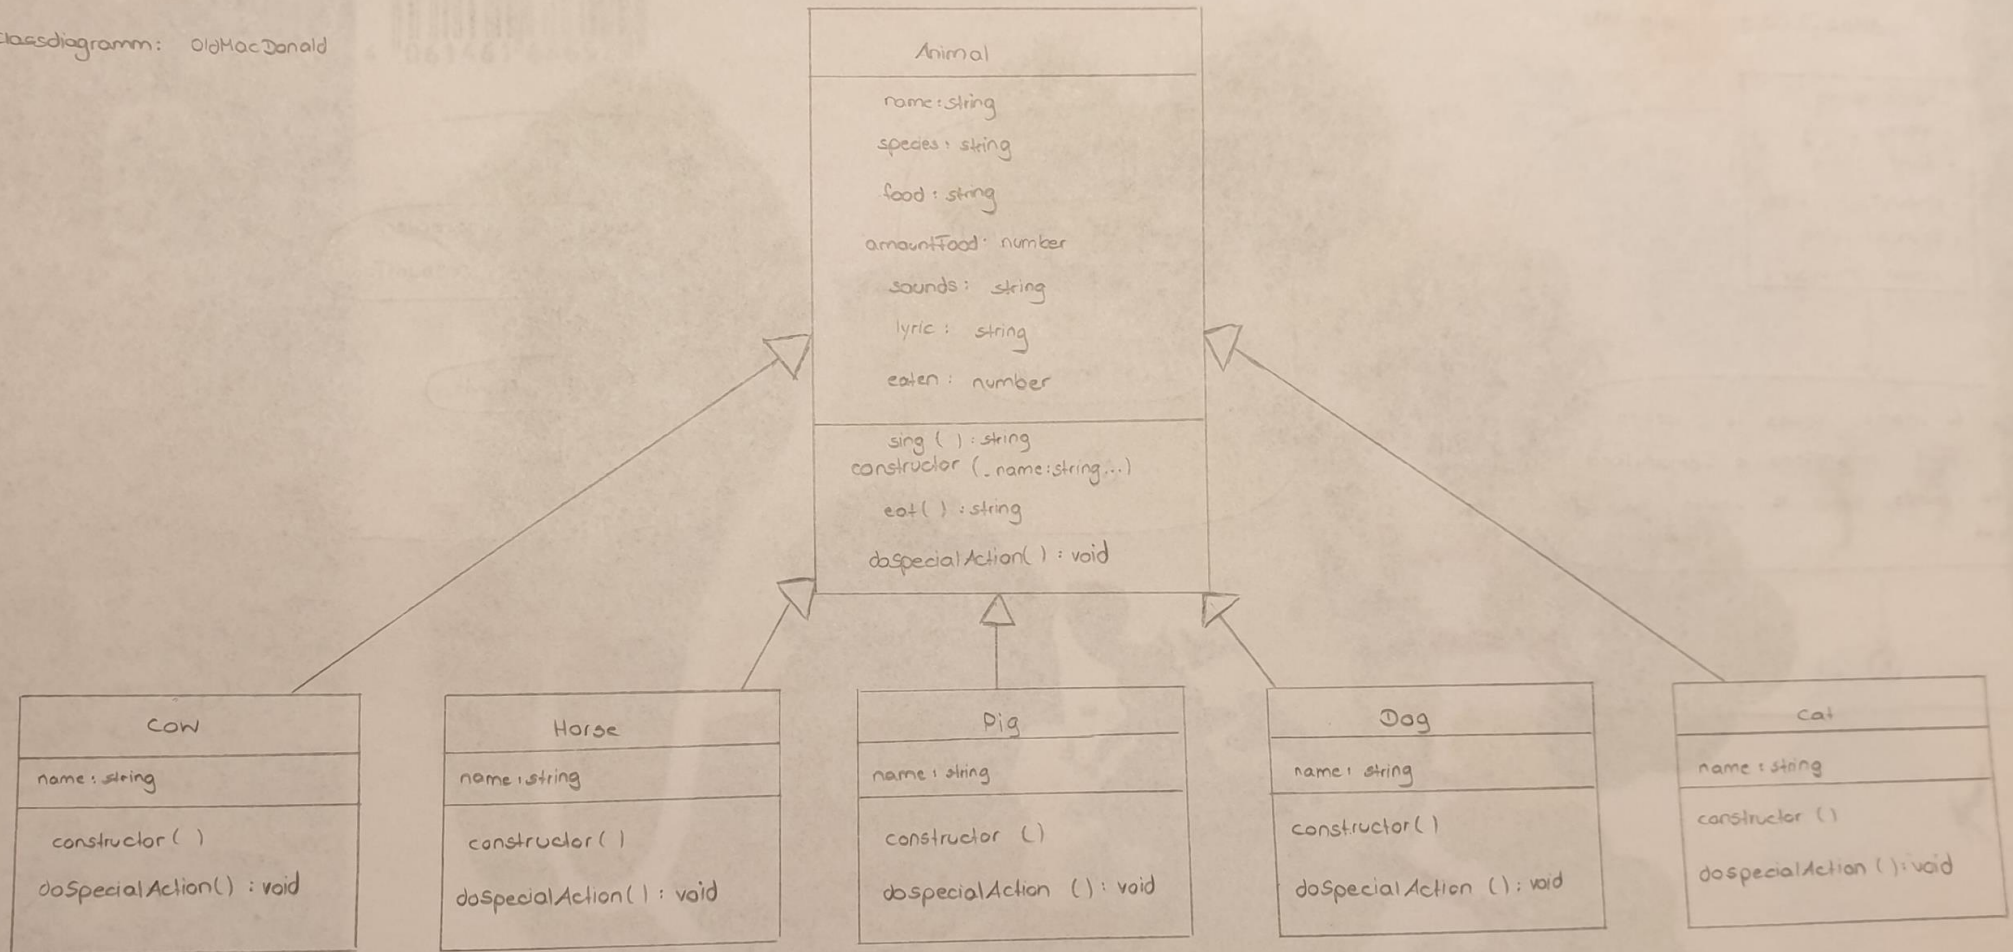 Classdiagramm: OldMacDonald
Animal
name: string
species: string
food: string
amountFood: number
sounds: string
lyric: string
eaten: number
sing ( ): string
constructor (_name:string...)
eat( ): string
doSpecialAction( ): void
Cow
name: string
constructor ( )
doSpecialAction( ): void
Horse
name: string
constructor ( )
doSpecialAction( ): void
Pig
name: string
constructor ( )
dospecialAction ( ): void
Dog
name: string
constructor( )
doSpecialAction ( ): void
Cat
name: string
constructor ( )
dospecialAction ( ): void